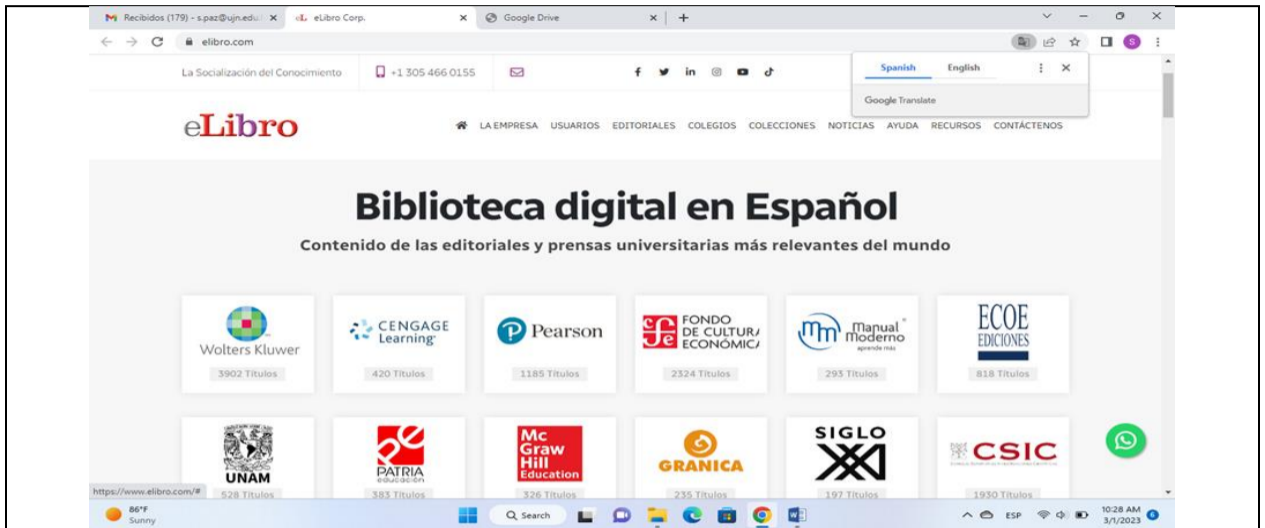 Recibidos (179) - s.paz@ujn.edu. eLibro Corp. Google Drive
elibro.com
La Socialización del Conocimiento +1 305 466 0155
Spanish English
Google Translate
eLibro
LA EMPRESA USUARIOS EDITORIALES COLEGIOS COLECCIONES NOTICIAS AYUDA RECURSOS CONTÁCTENOS
Biblioteca digital en Español
Contenido de las editoriales y prensas universitarias más relevantes del mundo
Wolters Kluwer
3902 Títulos
CENGAGE
Learning
420 Títulos
Pearson
1185 Títulos
FONDO
DE CULTURA
ECONÓMICA
2324 Títulos
Manual
Moderno
aprende más
293 Títulos
ECOE
EDICIONES
818 Títulos
UNAM
528 Títulos
PATRIA
educación
383 Títulos
Mc
Graw
Hill
Education
326 Títulos
GRANICA
235 Títulos
SIGLO
XXI
197 Títulos
CSIC
1930 Títulos
https://www.elibro.com/#
86°F
Sunny
Search
ESP
10:28 AM
3/1/2023